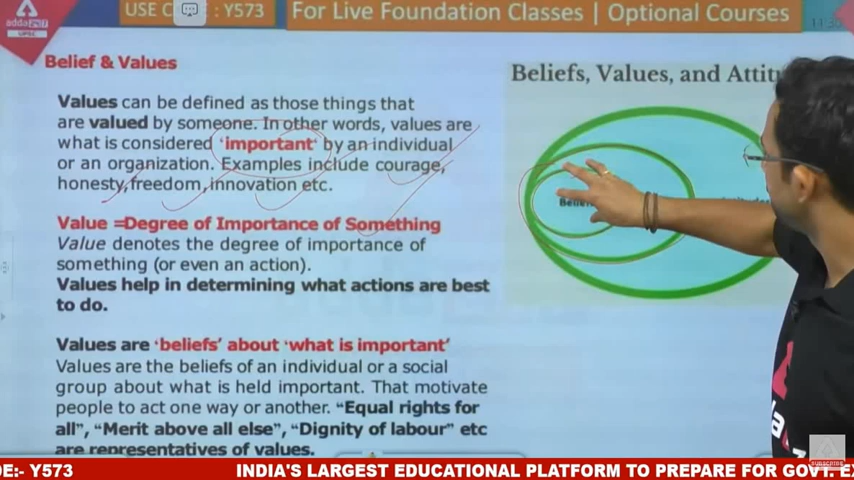 USE : Y573
For Live Foundation Classes | Optional Courses
11:35
adda247
UPSC
Belief & Values
Beliefs, Values, and
Values can be defined as those things that
are valued by someone. In other words, values are
what is considered 'important' by an individual
or an organization. Examples include courage,
honesty, freedom, innovation etc.
Value =Degree of Importance of Something
Value denotes the degree of importance of
something (or even an action).
Values help in determining what actions are best
to do.
Values are 'beliefs' about 'what is important'
Values are the beliefs of an individual or a social
group about what is held important. That motivate
people to act one way or another. “Equal rights for
all”, “Merit above all else”, “Dignity of labour” etc
are representatives of values.
SUBSCRIBE
DE:- Y573
INDIA'S LARGEST EDUCATIONAL PLATFORM TO PREPARE FOR GOVT.